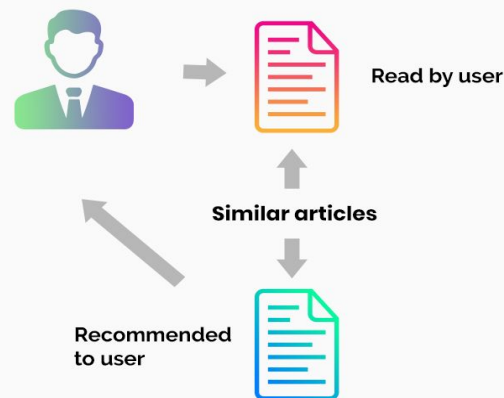 Read by user
Similar articles
Recommended
to user